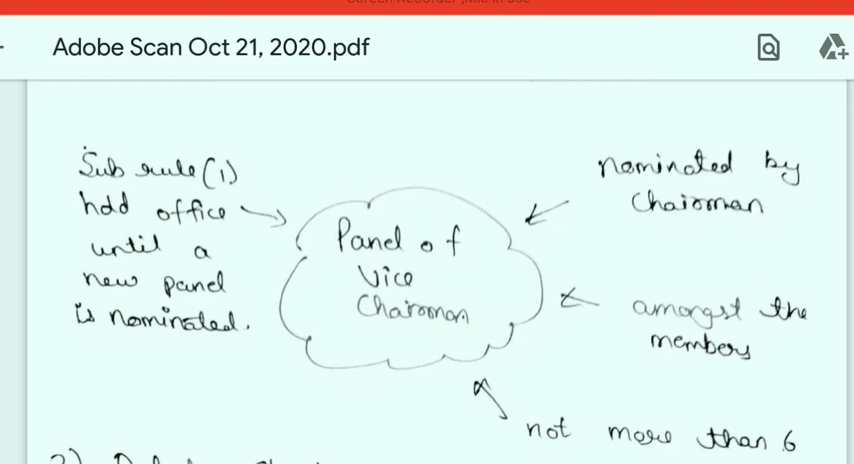 Adobe Scan Oct 21, 2020.pdf
Sub rule (1)
hold office
until a
new panel
is nominated.
Panel of
Vice
Chairman
nominated by
Chairman
amongst the
members
not more than 6